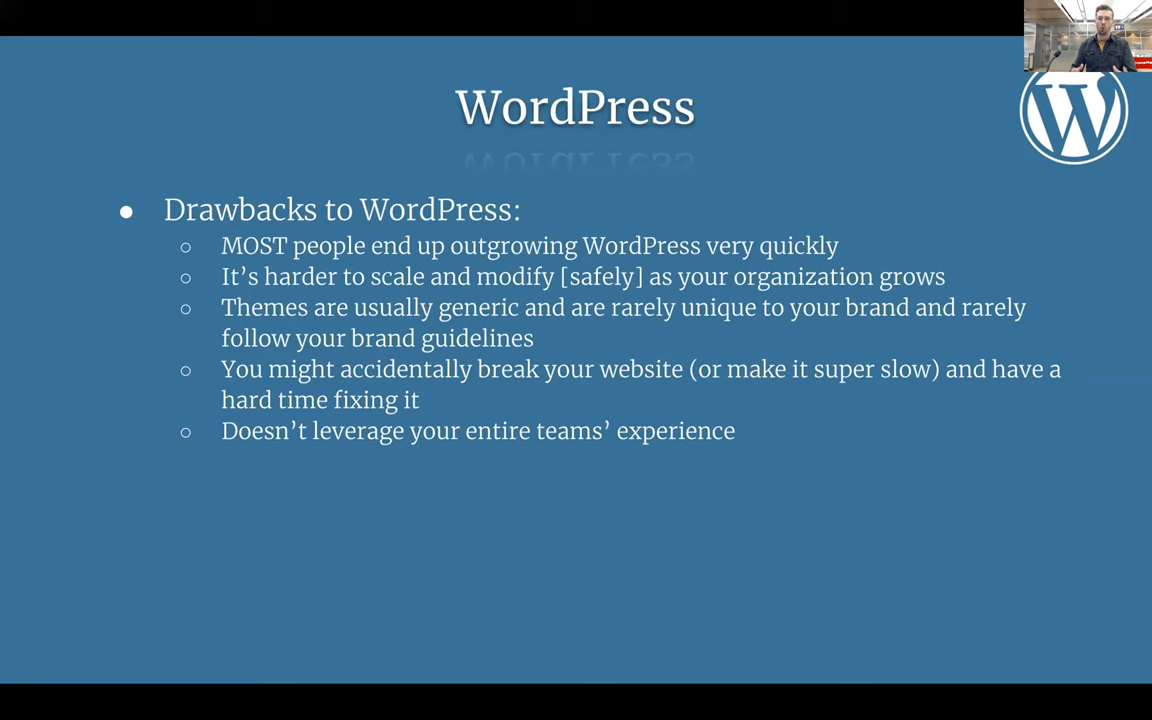 WordPress
● Drawbacks to WordPress:
○ MOST people end up outgrowing WordPress very quickly
○ It’s harder to scale and modify [safely] as your organization grows
○ Themes are usually generic and are rarely unique to your brand and rarely
follow your brand guidelines
○ You might accidentally break your website (or make it super slow) and have a
hard time fixing it
○ Doesn’t leverage your entire teams’ experience